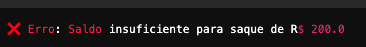 ❌ Erro: Saldo insuficiente para saque de R$ 200.0